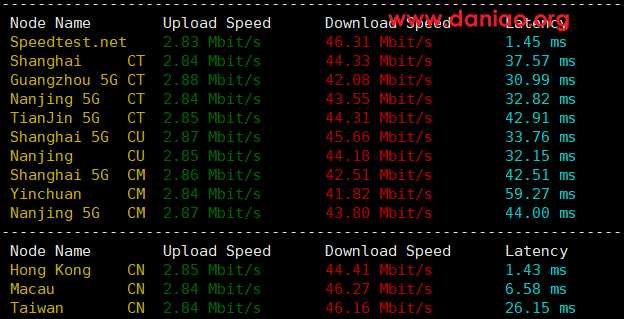 www.daniao.org
Node Name Upload Speed Download Speed Latency
Speedtest.net 2.83 Mbit/s 46.31 Mbit/s 1.45 ms
Shanghai CT 2.84 Mbit/s 44.33 Mbit/s 37.57 ms
Guangzhou 5G CT 2.88 Mbit/s 42.08 Mbit/s 30.99 ms
Nanjing 5G CT 2.84 Mbit/s 43.55 Mbit/s 32.82 ms
TianJin 5G CT 2.85 Mbit/s 44.31 Mbit/s 42.91 ms
Shanghai 5G CU 2.87 Mbit/s 45.66 Mbit/s 33.76 ms
Nanjing CU 2.85 Mbit/s 44.18 Mbit/s 32.15 ms
Shanghai 5G CM 2.86 Mbit/s 42.51 Mbit/s 42.51 ms
Yinchuan CM 2.84 Mbit/s 41.82 Mbit/s 59.27 ms
Nanjing 5G CM 2.87 Mbit/s 43.80 Mbit/s 44.00 ms
Node Name Upload Speed Download Speed Latency
Hong Kong CN 2.85 Mbit/s 44.41 Mbit/s 1.43 ms
Macau CN 2.84 Mbit/s 46.27 Mbit/s 6.58 ms
Taiwan CN 2.84 Mbit/s 46.16 Mbit/s 26.15 ms